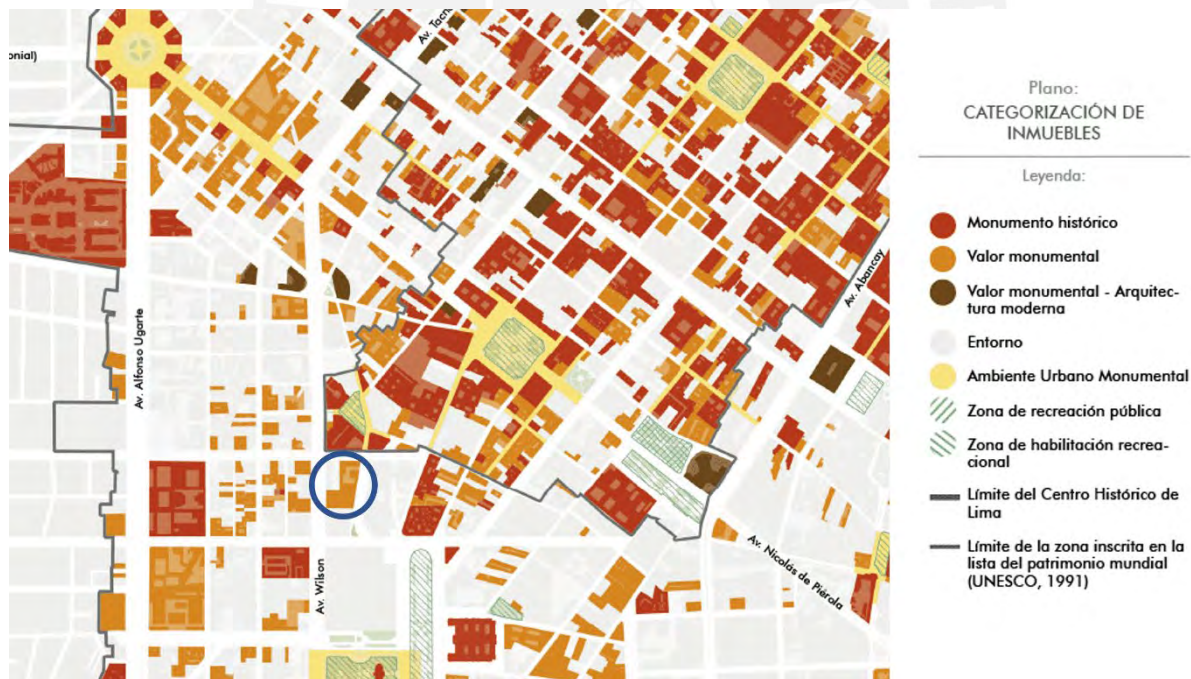 onial)
Av. Tacn
Av. Alfonso Ugarte
Av. Abancay
Av. Wilson
Av. Nicolás de Piérola
Plano:
CATEGORIZACIÓN DE
INMUEBLES
Leyenda:
Monumento histórico
Valor monumental
Valor monumental - Arquitec-
tura moderna
Entorno
Ambiente Urbano Monumental
Zona de recreación pública
Zona de habilitación recrea-
cional
Límite del Centro Histórico de
Lima
Límite de la zona inscrita en la
lista del patrimonio mundial
(UNESCO, 1991)